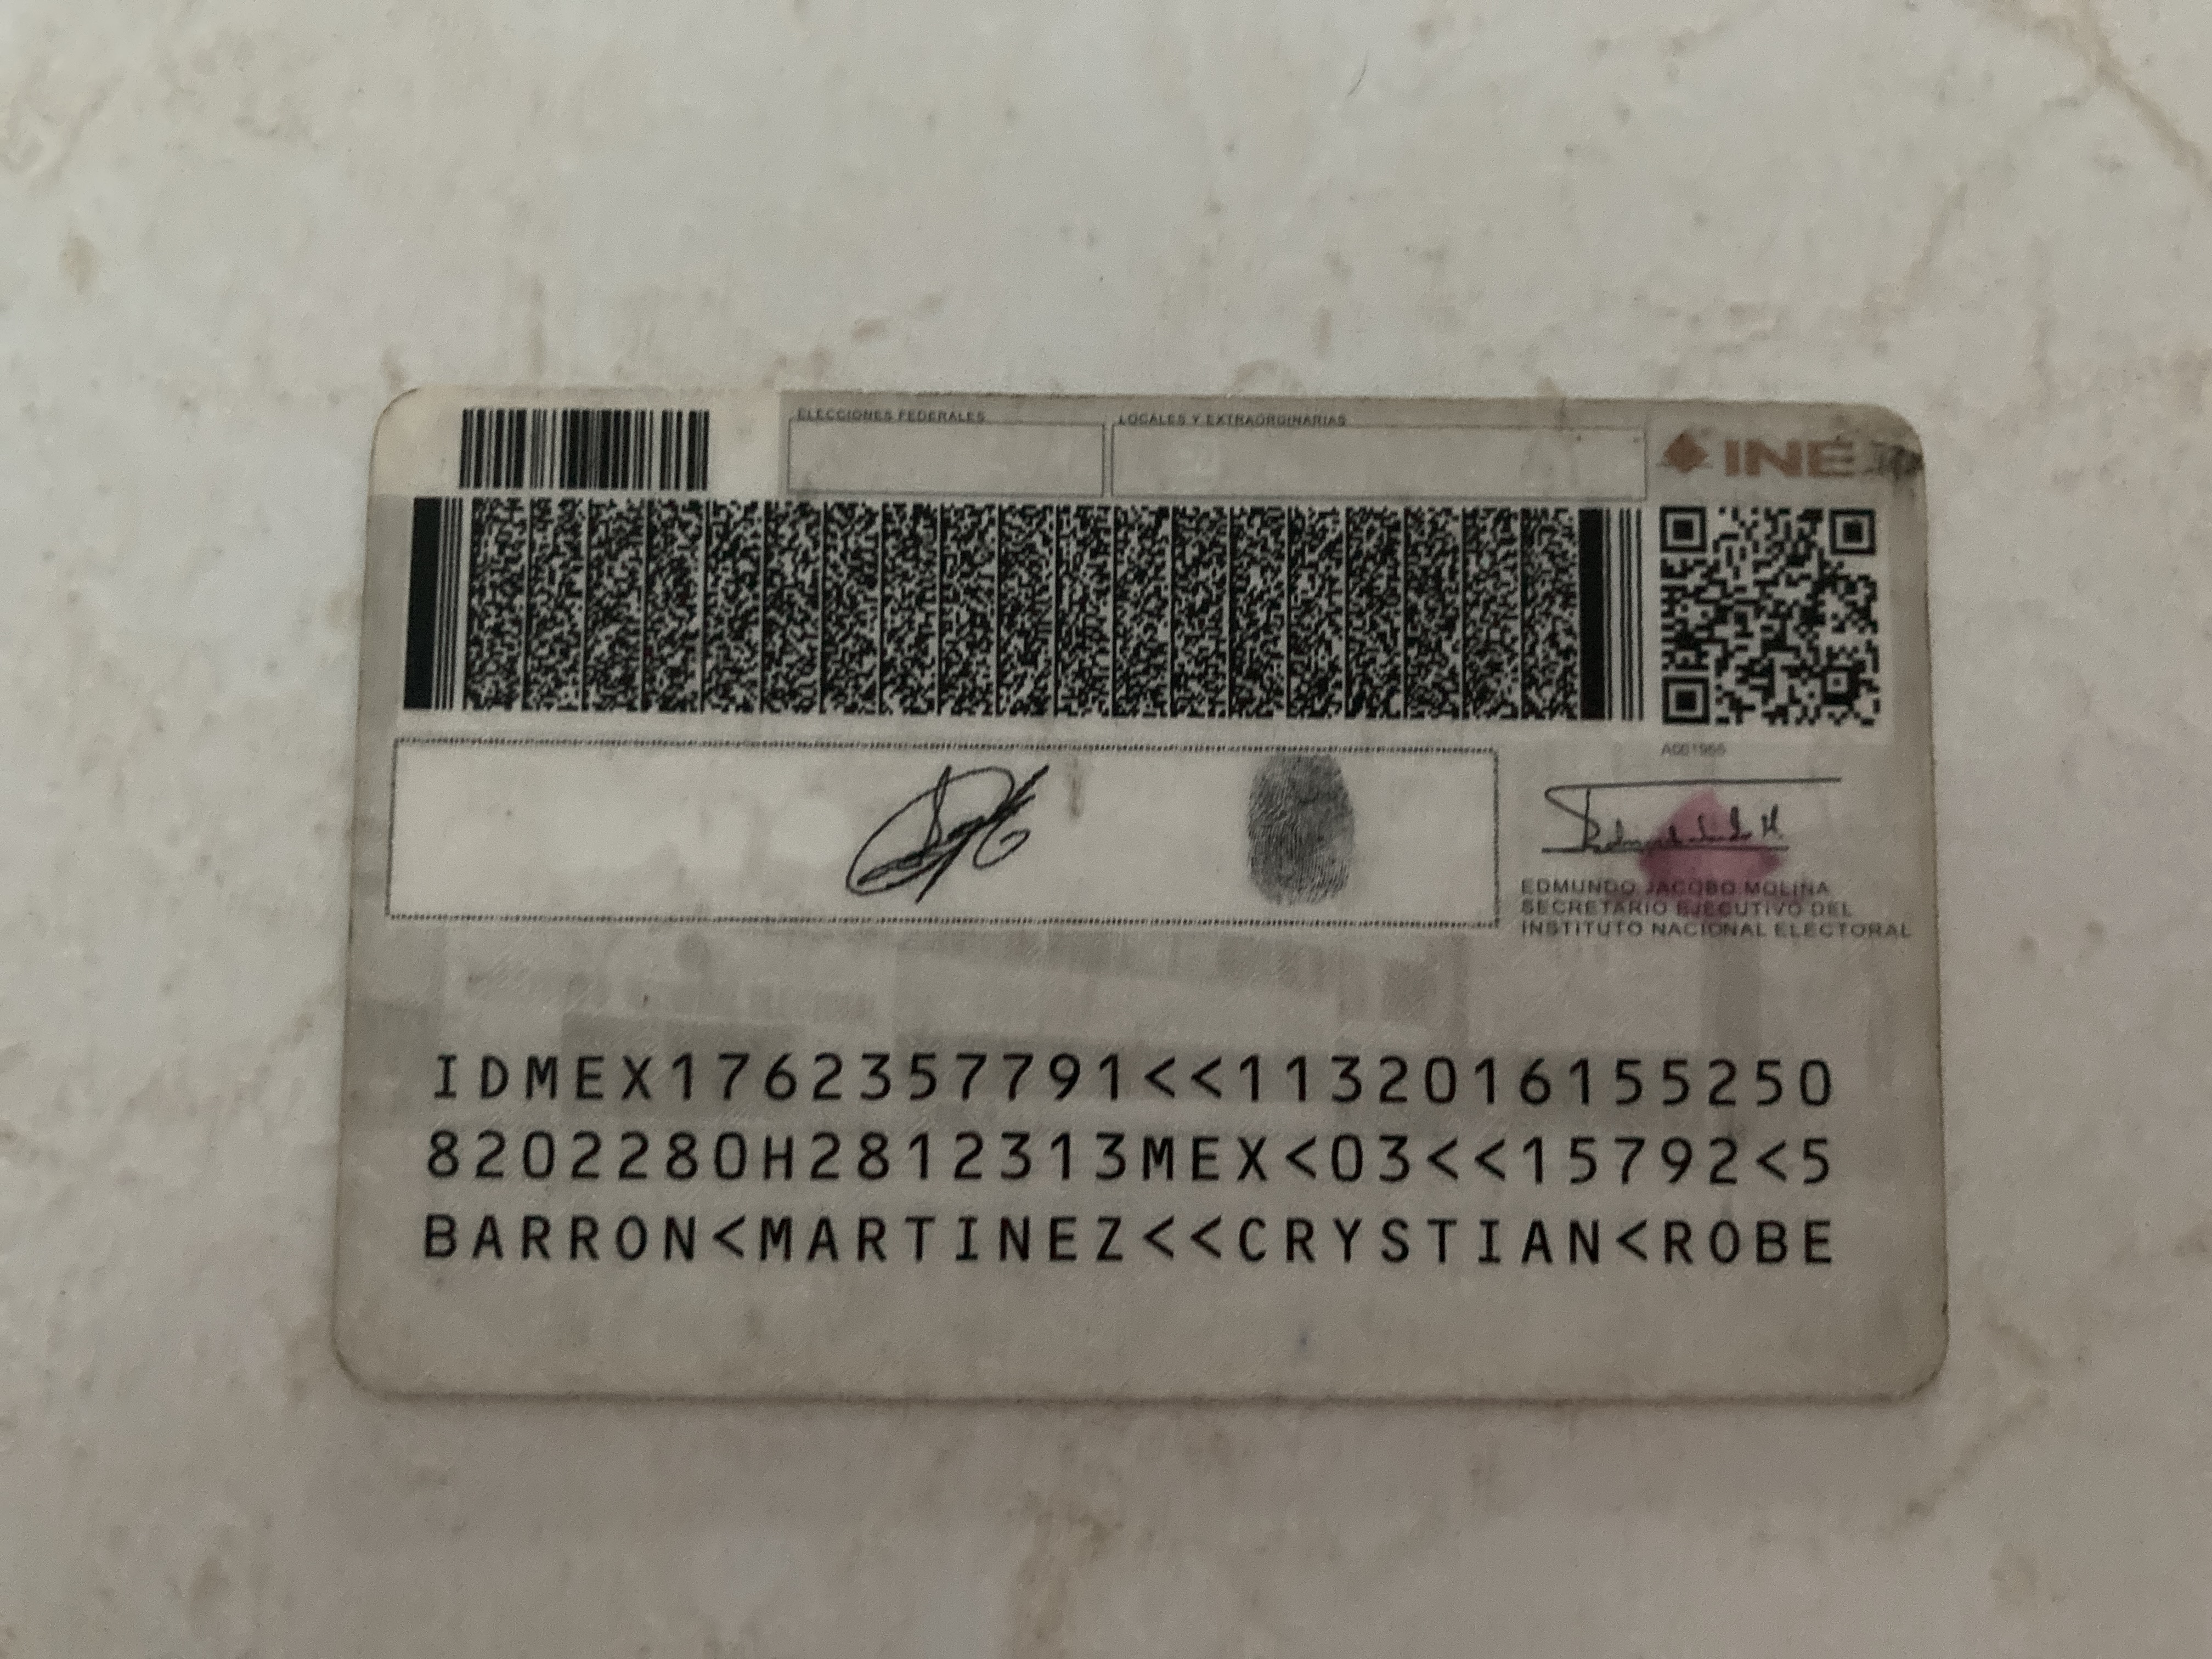 ELECCIONES FEDERALES
LOCALES Y EXTRAORDINARIAS
INE
EDMUNDO JACOBO MOLINA
SECRETARIO EJECUTIVO DEL
INSTITUTO NACIONAL ELECTORAL
IDMEX1762357791<<1132016155250
8202280H2812313MEX<03<<15792<5
BARRON<MARTINEZ<<CRYSTIAN<ROBE